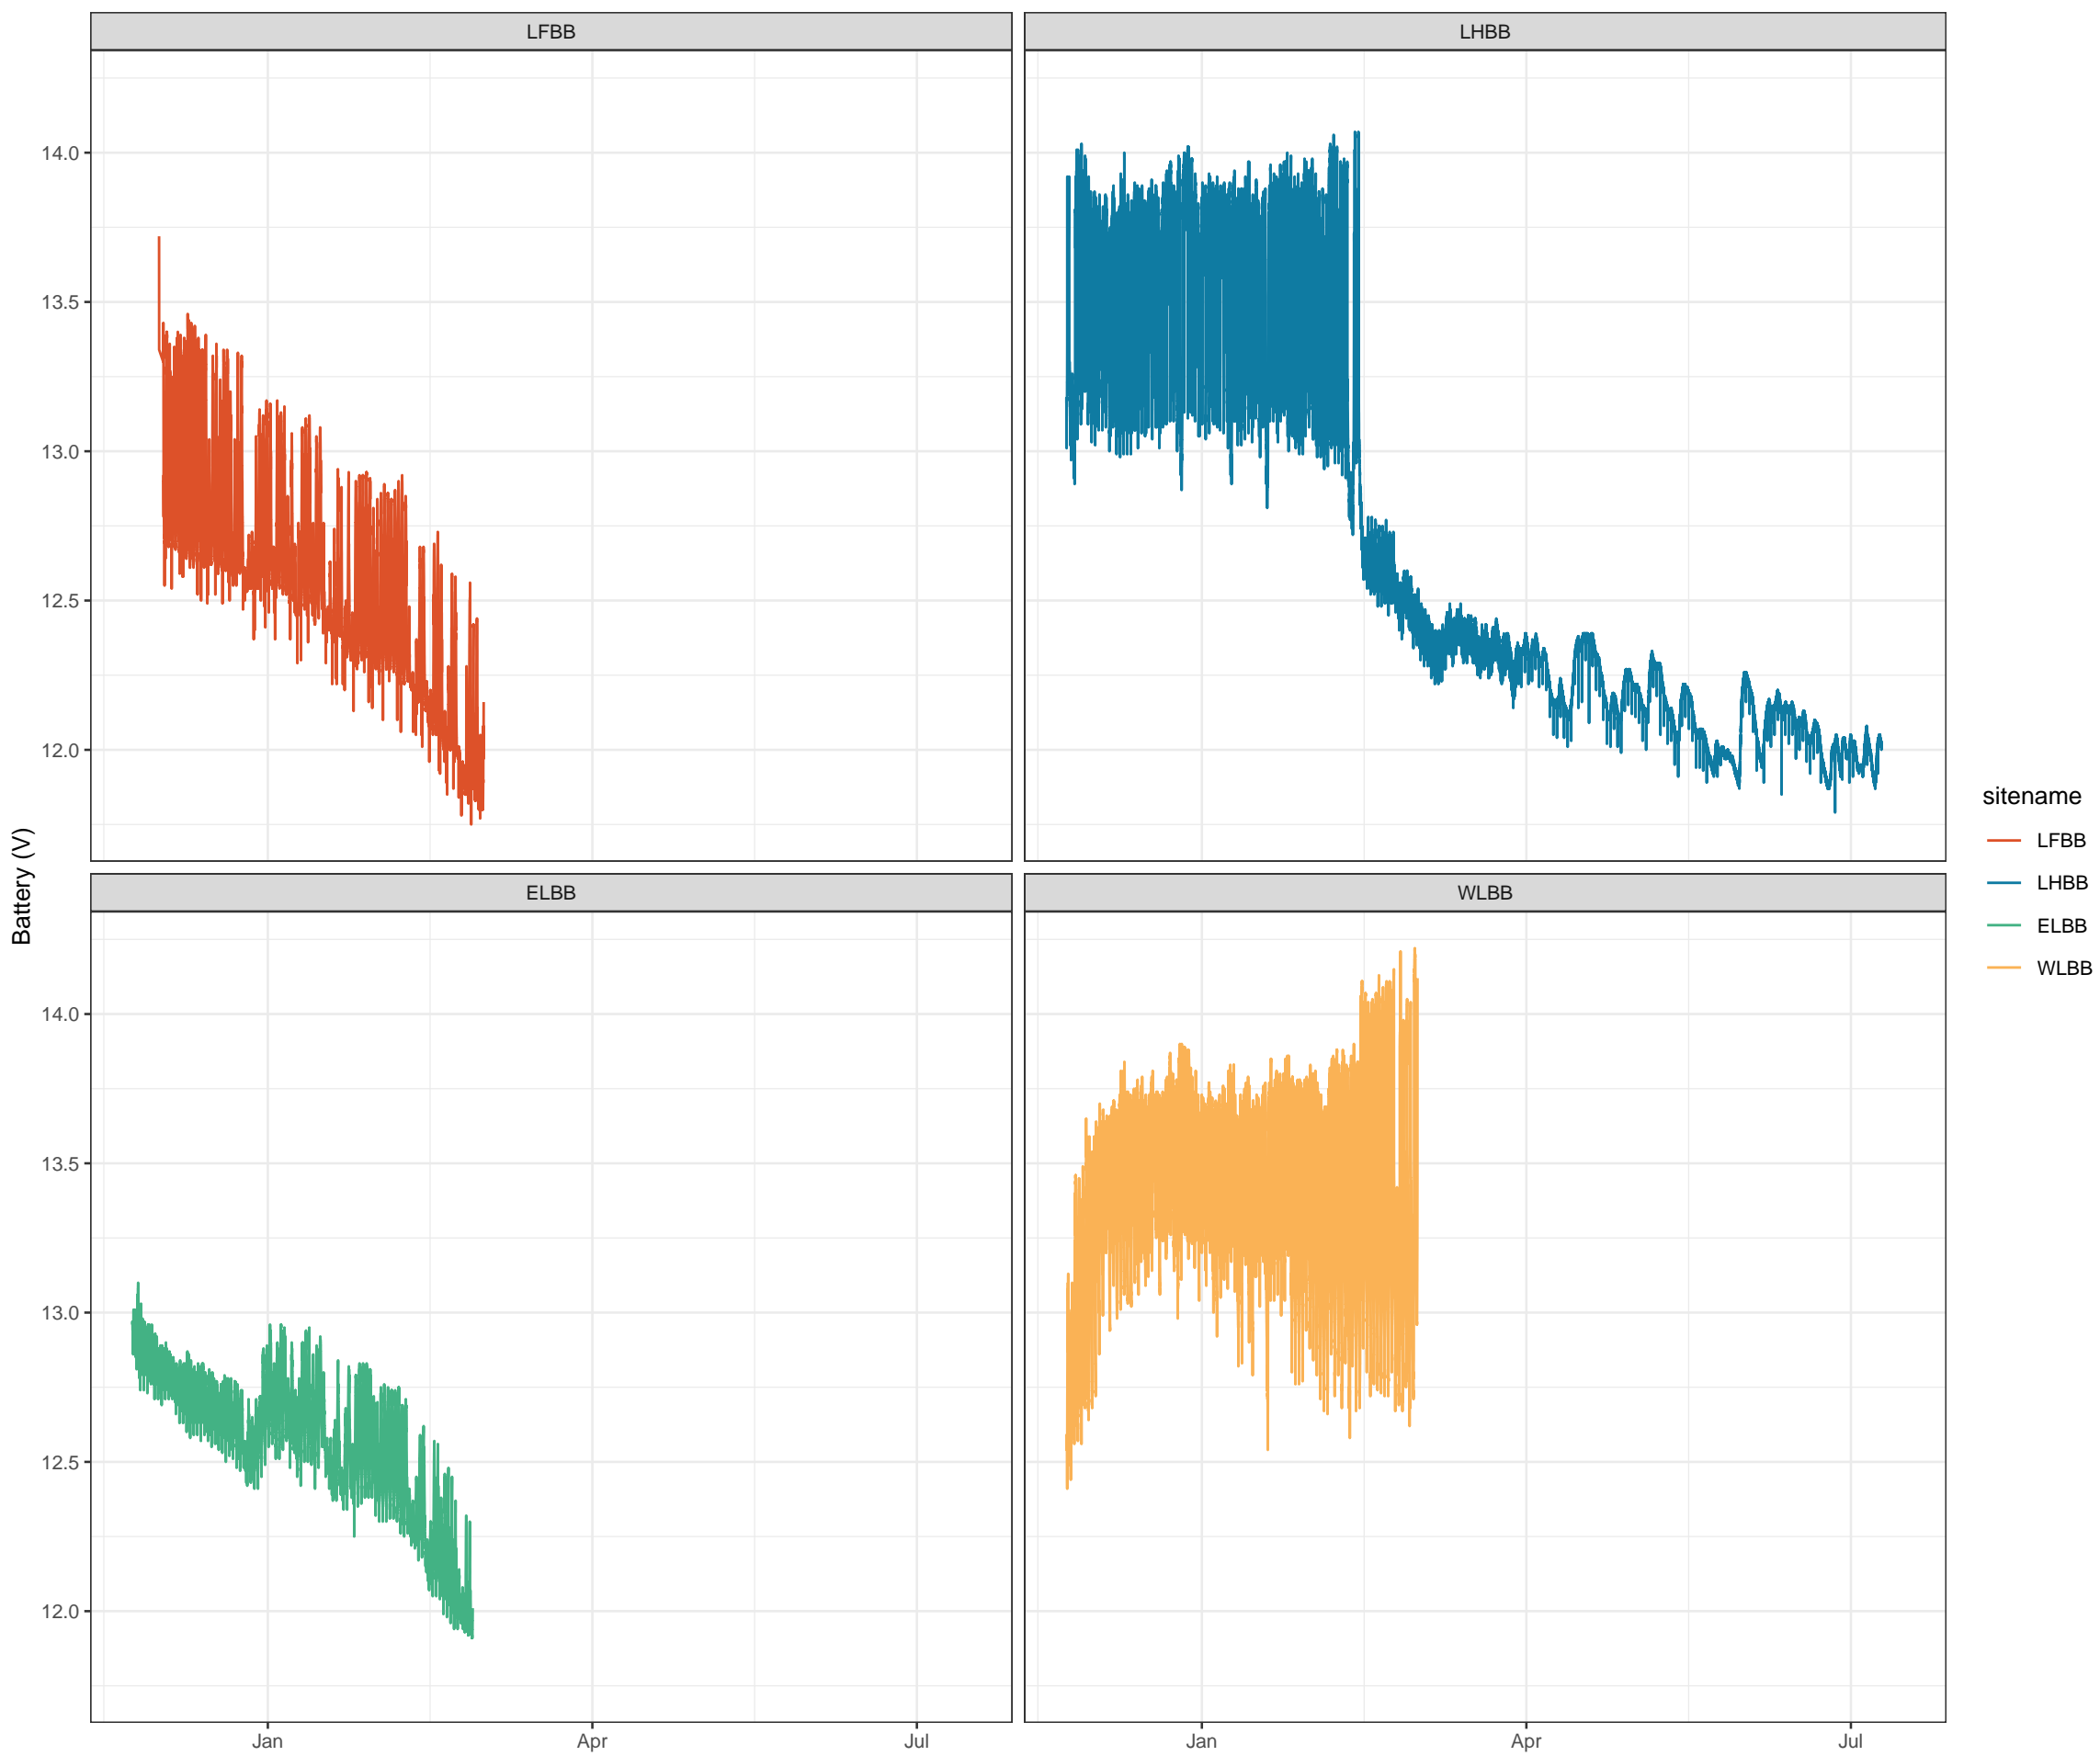 LFBB
LHBB
14.0
13.5
13.0
12.5
12.0
Battery (V)
ELBB
WLBB
14.0
13.5
13.0
12.5
12.0
Jan
Apr
Jul
Jan
Apr
Jul
sitename
LFBB
LHBB
ELBB
WLBB